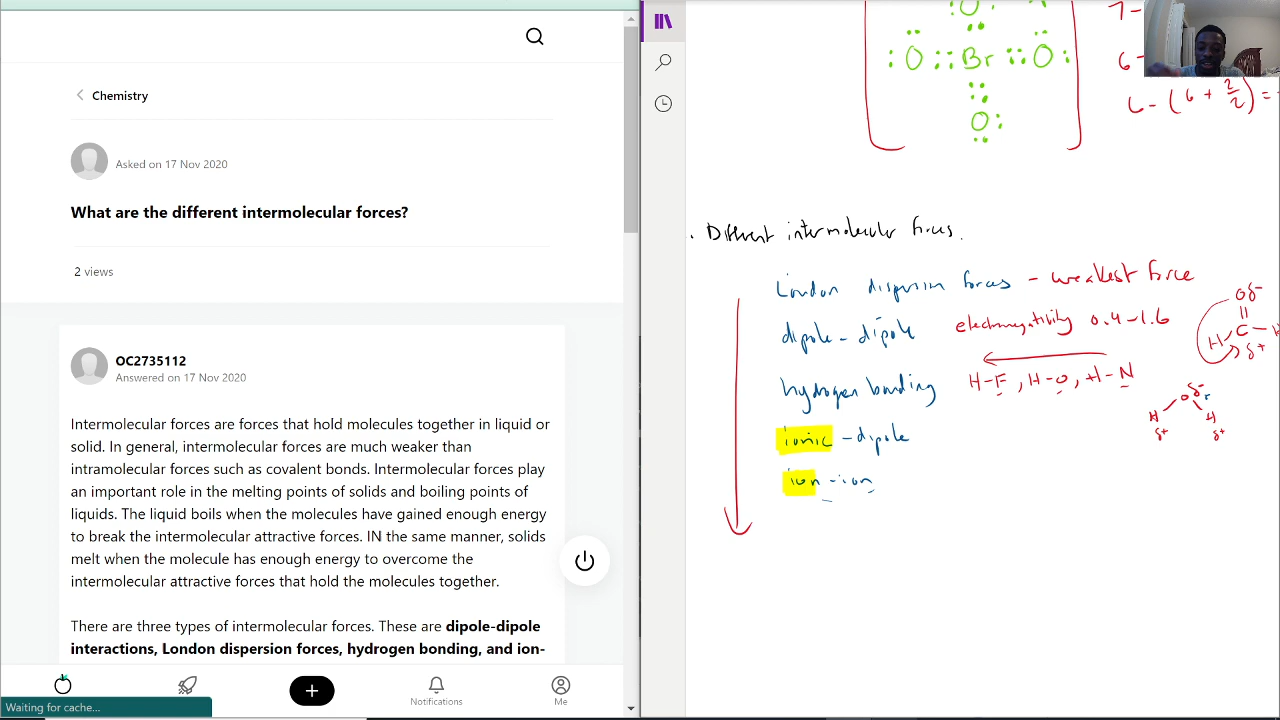 Chemistry
Asked on 17 Nov 2020
What are the different intermolecular forces?
2 views
OC2735112
Answered on 17 Nov 2020
Intermolecular forces are forces that hold molecules together in liquid or
solid. In general, intermolecular forces are much weaker than
intramolecular forces such as covalent bonds. Intermolecular forces play
an important role in the melting points of solids and boiling points of
liquids. The liquid boils when the molecules have gained enough energy
to break the intermolecular attractive forces. IN the same manner, solids
melt when the molecule has enough energy to overcome the
intermolecular attractive forces that hold the molecules together.
There are three types of intermolecular forces. These are dipole-dipole
interactions, London dispersion forces, hydrogen bonding, and ion-
Notifications
Me
Waiting for cache...
O
O Br O
O
6 - (6 + 2/2) =
. Different intermolecular forces.
London dispersion forces - weakest force
dipole - dipole electronegatibility 0.4-1.6
hydrogen bonding H-F, H-O, H-N
ionic - dipole
ion - ion
Oδ-
H C H
δ+
O δ-
H H
δ+ δ+